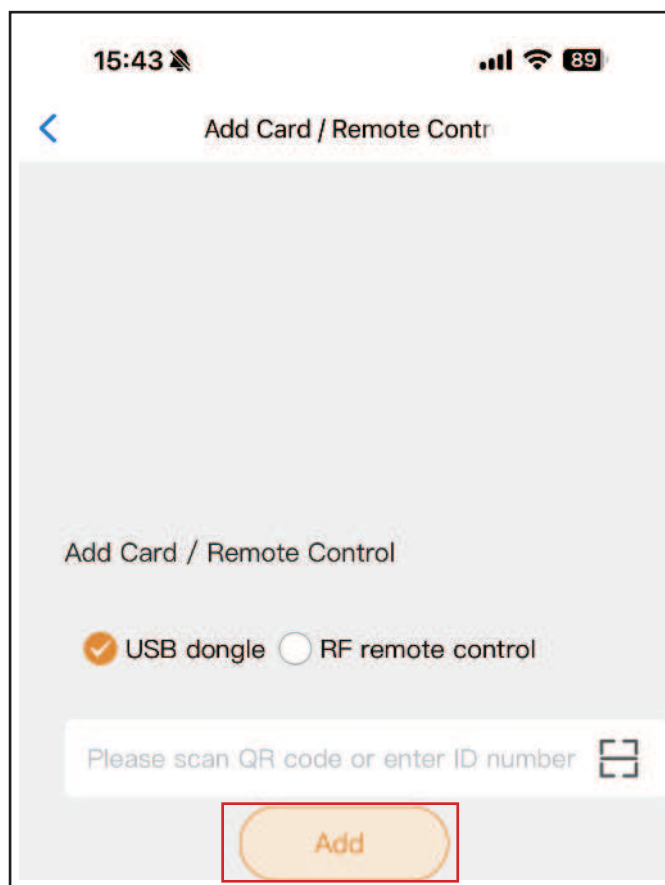 15:43
89
Add Card / Remote Contr
Add Card / Remote Control
USB dongle RF remote control
Please scan QR code or enter ID number
Add